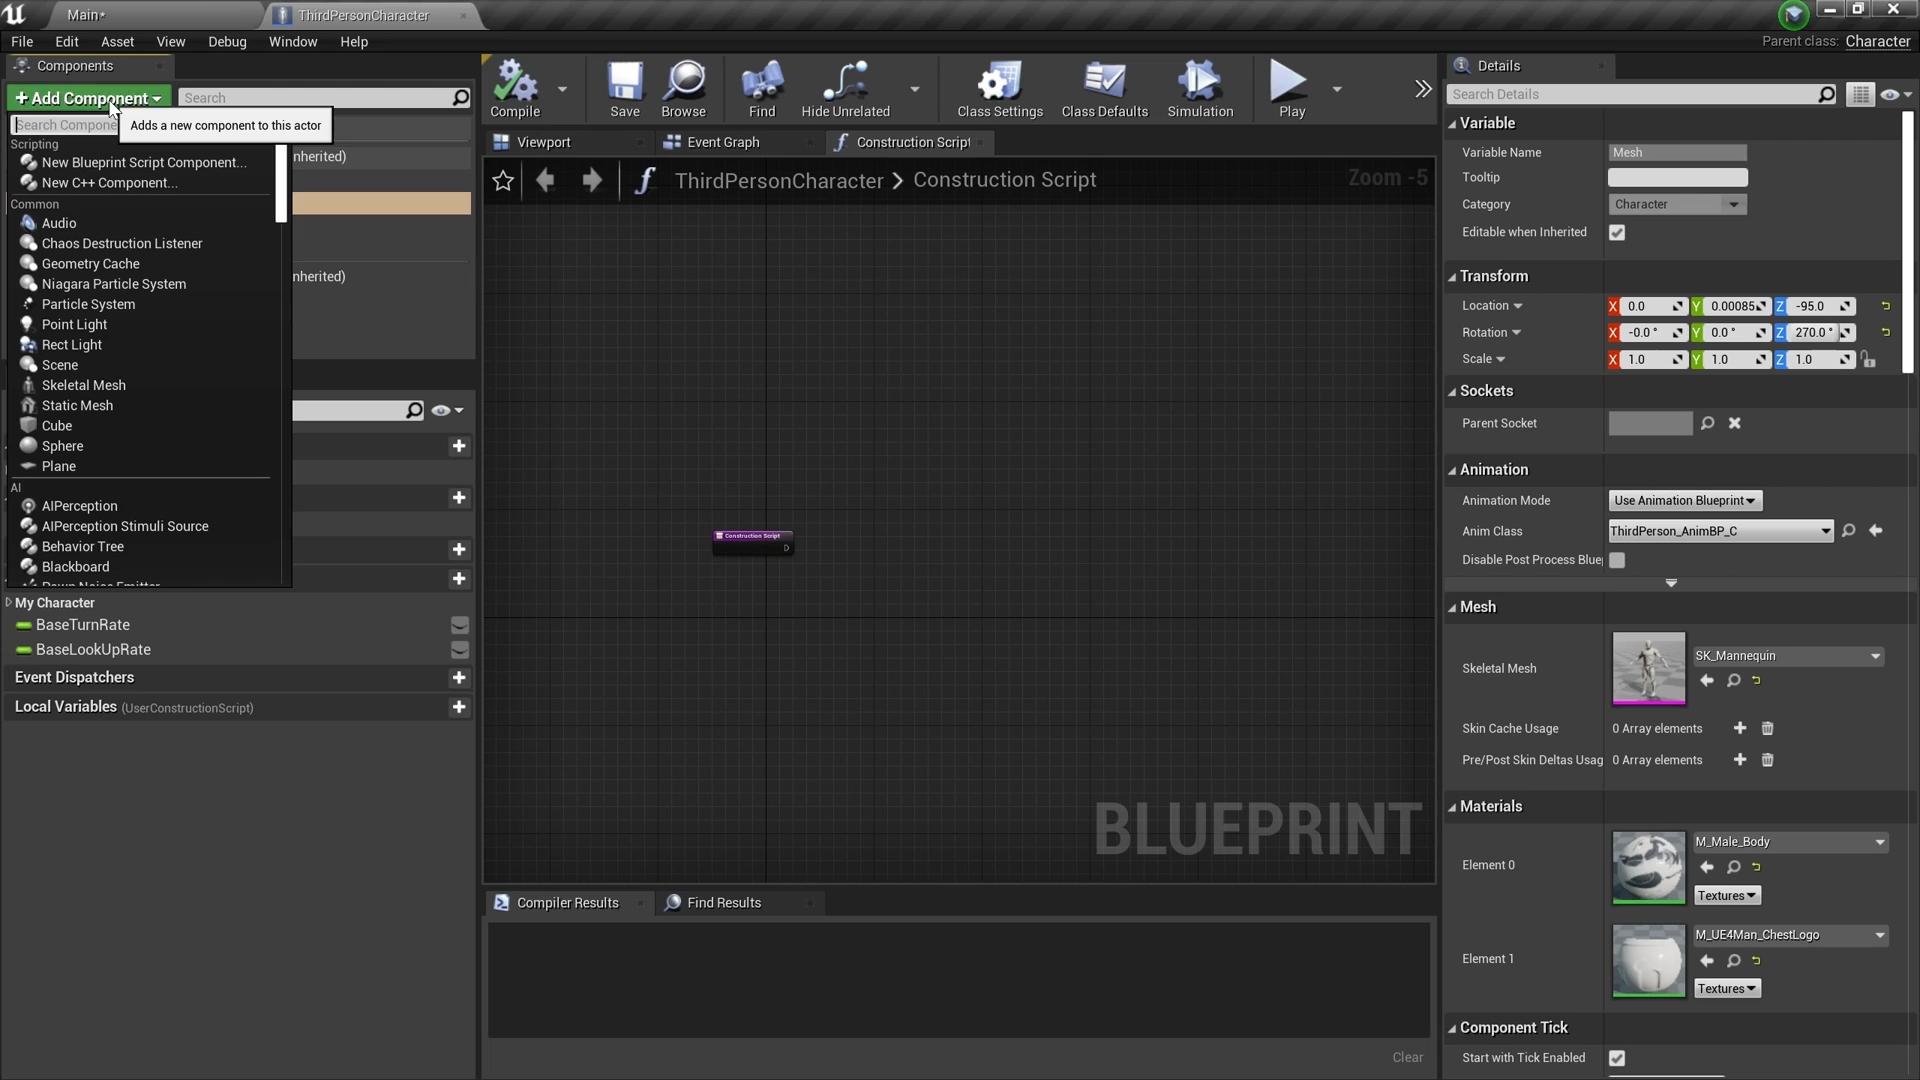 Main*
ThirdPersonCharacter
File Edit Asset View Debug Window Help
Parent class: Character
Components
+ Add Component
Search
Search Compone
Adds a new component to this actor
Scripting
New Blueprint Script Component...
New C++ Component...
Common
Audio
Chaos Destruction Listener
Geometry Cache
Niagara Particle System
Particle System
Point Light
Rect Light
Scene
Skeletal Mesh
Static Mesh
Cube
Sphere
Plane
AI
AIPerception
AIPerception Stimuli Source
Behavior Tree
Blackboard
Pawn Noise Emitter
nherited)
nherited)
My Character
BaseTurnRate
BaseLookUpRate
Event Dispatchers
Local Variables (UserConstructionScript)
Compile
Save
Browse
Find
Hide Unrelated
Class Settings
Class Defaults
Simulation
Play
Viewport
Event Graph
Construction Script
ThirdPersonCharacter > Construction Script
Zoom -5
Construction Script
BLUEPRINT
Compiler Results
Find Results
Clear
Details
Search Details
Variable
Variable Name Mesh
Tooltip
Category Character
Editable when Inherited
Transform
Location X 0.0 Y 0.00085 Z -95.0
Rotation X -0.0 ° Y 0.0 ° Z 270.0 °
Scale X 1.0 Y 1.0 Z 1.0
Sockets
Parent Socket
Animation
Animation Mode Use Animation Blueprint
Anim Class ThirdPerson_AnimBP_C
Disable Post Process Blue
Mesh
Skeletal Mesh SK_Mannequin
Skin Cache Usage 0 Array elements
Pre/Post Skin Deltas Usag 0 Array elements
Materials
Element 0 M_Male_Body
Textures
Element 1 M_UE4Man_ChestLogo
Textures
Component Tick
Start with Tick Enabled